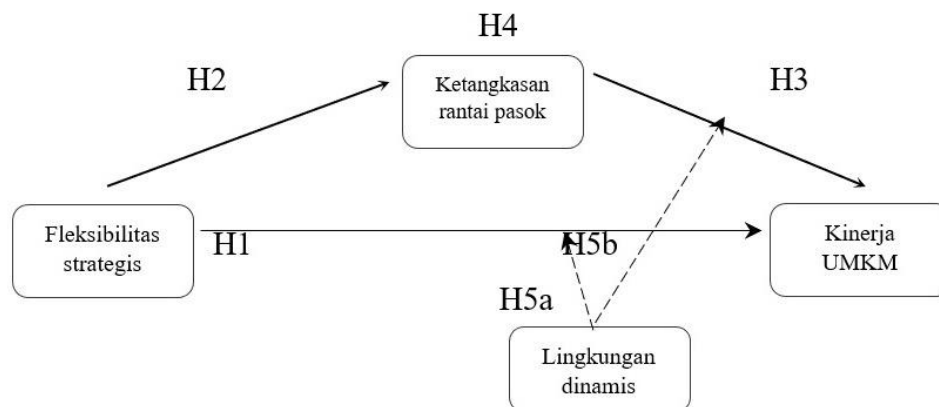 H4
H2
Ketangkasan
rantai pasok
H3
Fleksibilitas
strategis
H1
H5b
Kinerja
UMKM
H5a
Lingkungan
dinamis